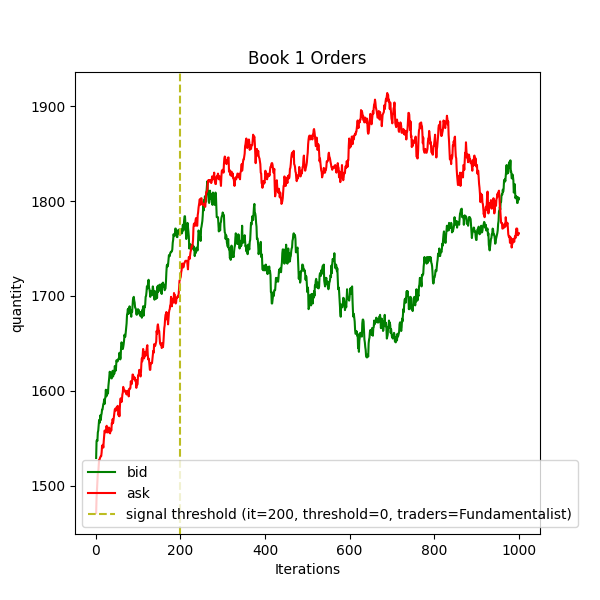 Book 1 Orders
1900
1800
1700
1600
1500
quantity
bid
ask
signal threshold (it=200, threshold=0, traders=Fundamentalist)
0 200 400 600 800 1000
Iterations